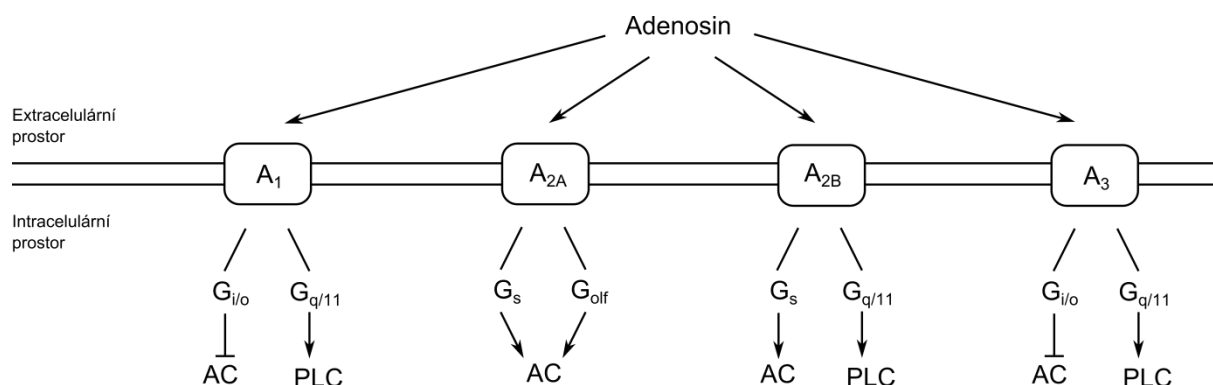 Adenosin
Extracelulární
prostor
A₁ A₂A A₂B A₃
Intracelulární
prostor
Gi/o Gq/11 Gs Golf Gs Gq/11 Gi/o Gq/11
AC PLC AC AC PLC AC PLC